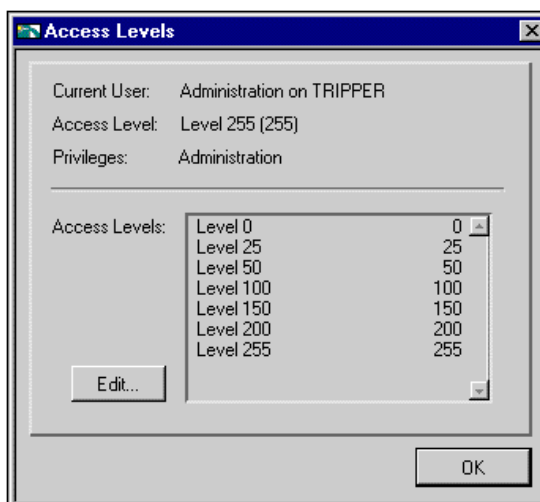 Access Levels
Current User: Administration on TRIPPER
Access Level: Level 255 (255)
Privileges: Administration
Access Levels:
Level 0 0
Level 25 25
Level 50 50
Level 100 100
Level 150 150
Level 200 200
Level 255 255
Edit...
OK